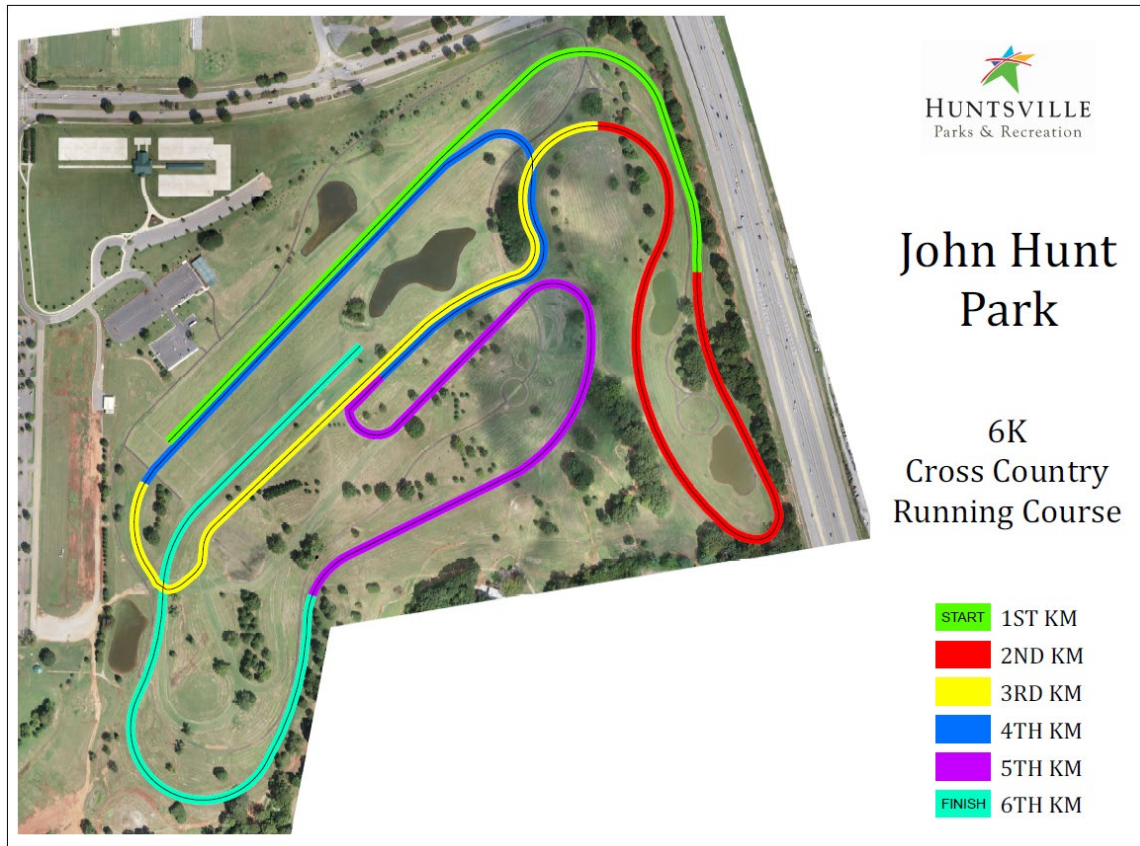 HUNTSVILLE
Parks & Recreation
John Hunt
Park
6K
Cross Country
Running Course
START 1ST KM
2ND KM
3RD KM
4TH KM
5TH KM
FINISH 6TH KM